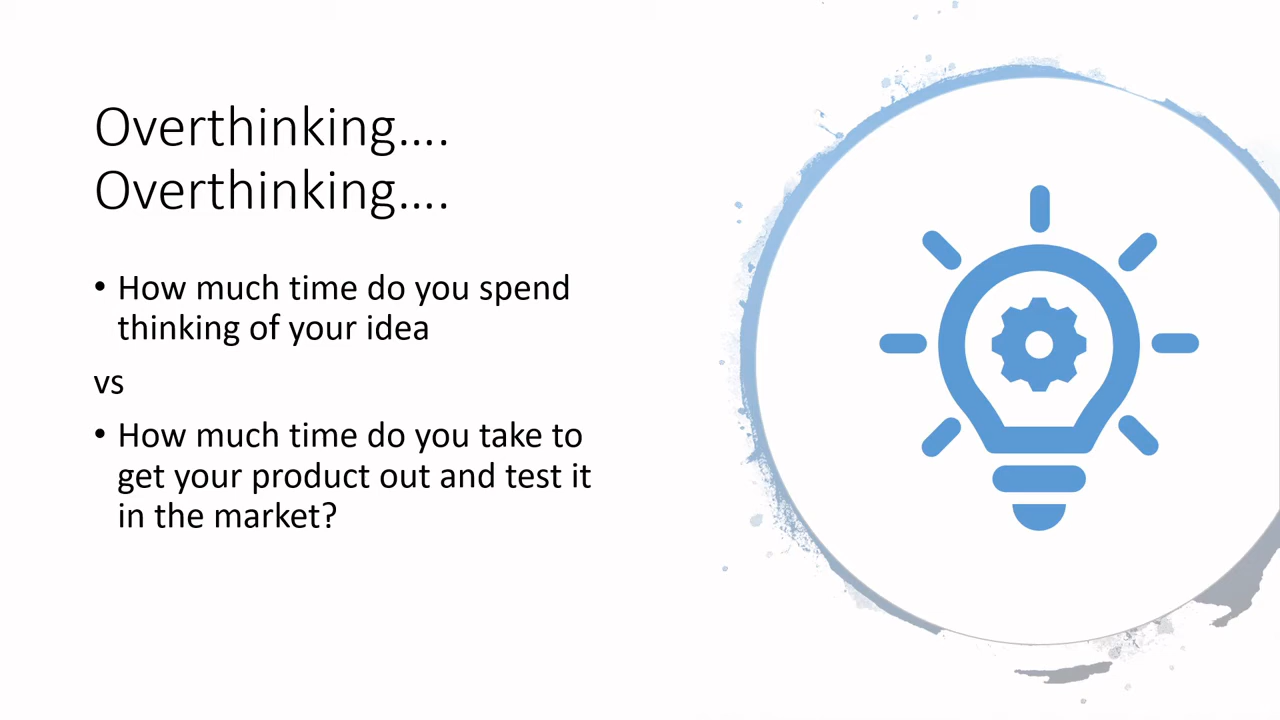 Overthinking....
Overthinking....
• How much time do you spend
thinking of your idea
vs
• How much time do you take to
get your product out and test it
in the market?